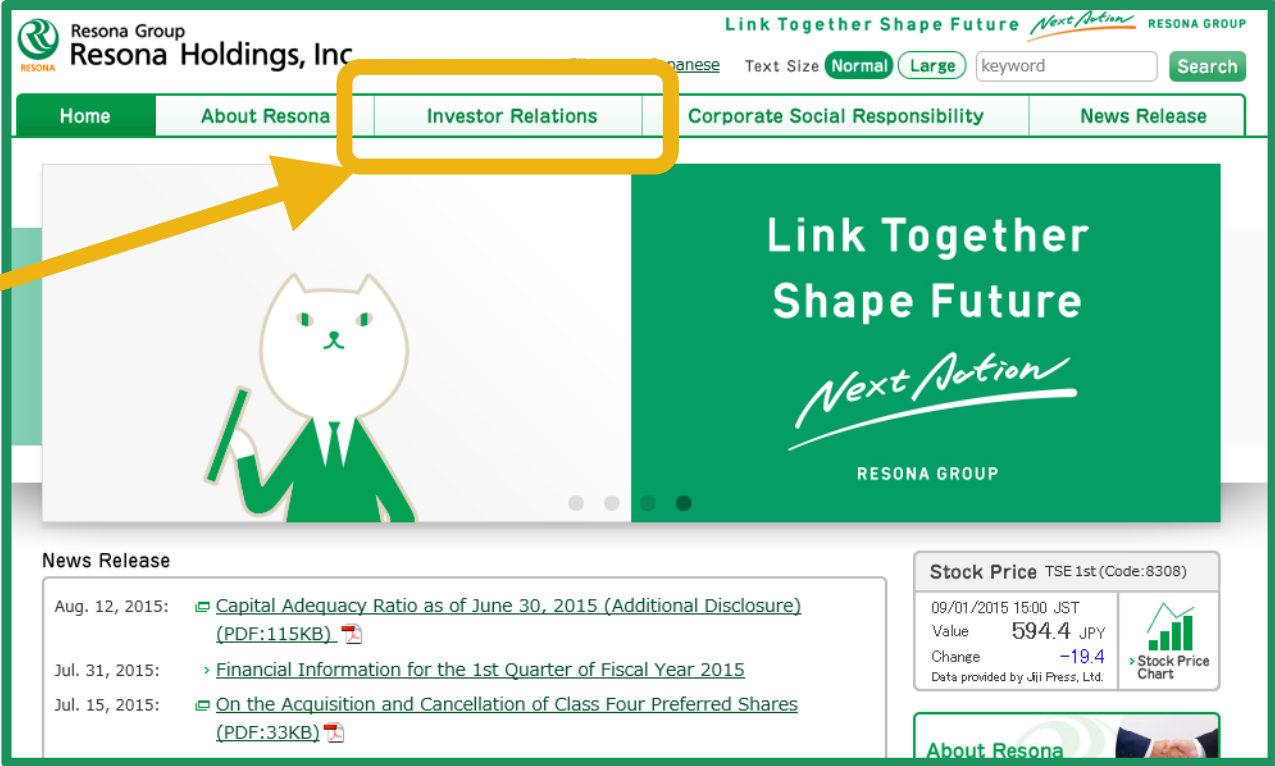 Link Together Shape Future Next Action RESONA GROUP
Resona Group
Resona Holdings, Inc
RESONA
Japanese Text Size Normal Large keyword Search
Home About Resona Investor Relations Corporate Social Responsibility News Release
Link Together
Shape Future
Next Action
RESONA GROUP
News Release
Aug. 12, 2015: Capital Adequacy Ratio as of June 30, 2015 (Additional Disclosure)
(PDF:115KB)
Jul. 31, 2015: › Financial Information for the 1st Quarter of Fiscal Year 2015
Jul. 15, 2015: On the Acquisition and Cancellation of Class Four Preferred Shares
(PDF:33KB)
Stock Price TSE 1st (Code:8308)
09/01/2015 15:00 JST
Value 594.4 JPY
Change -19.4
Data provided by Jiji Press, Ltd.
› Stock Price
Chart
About Resona